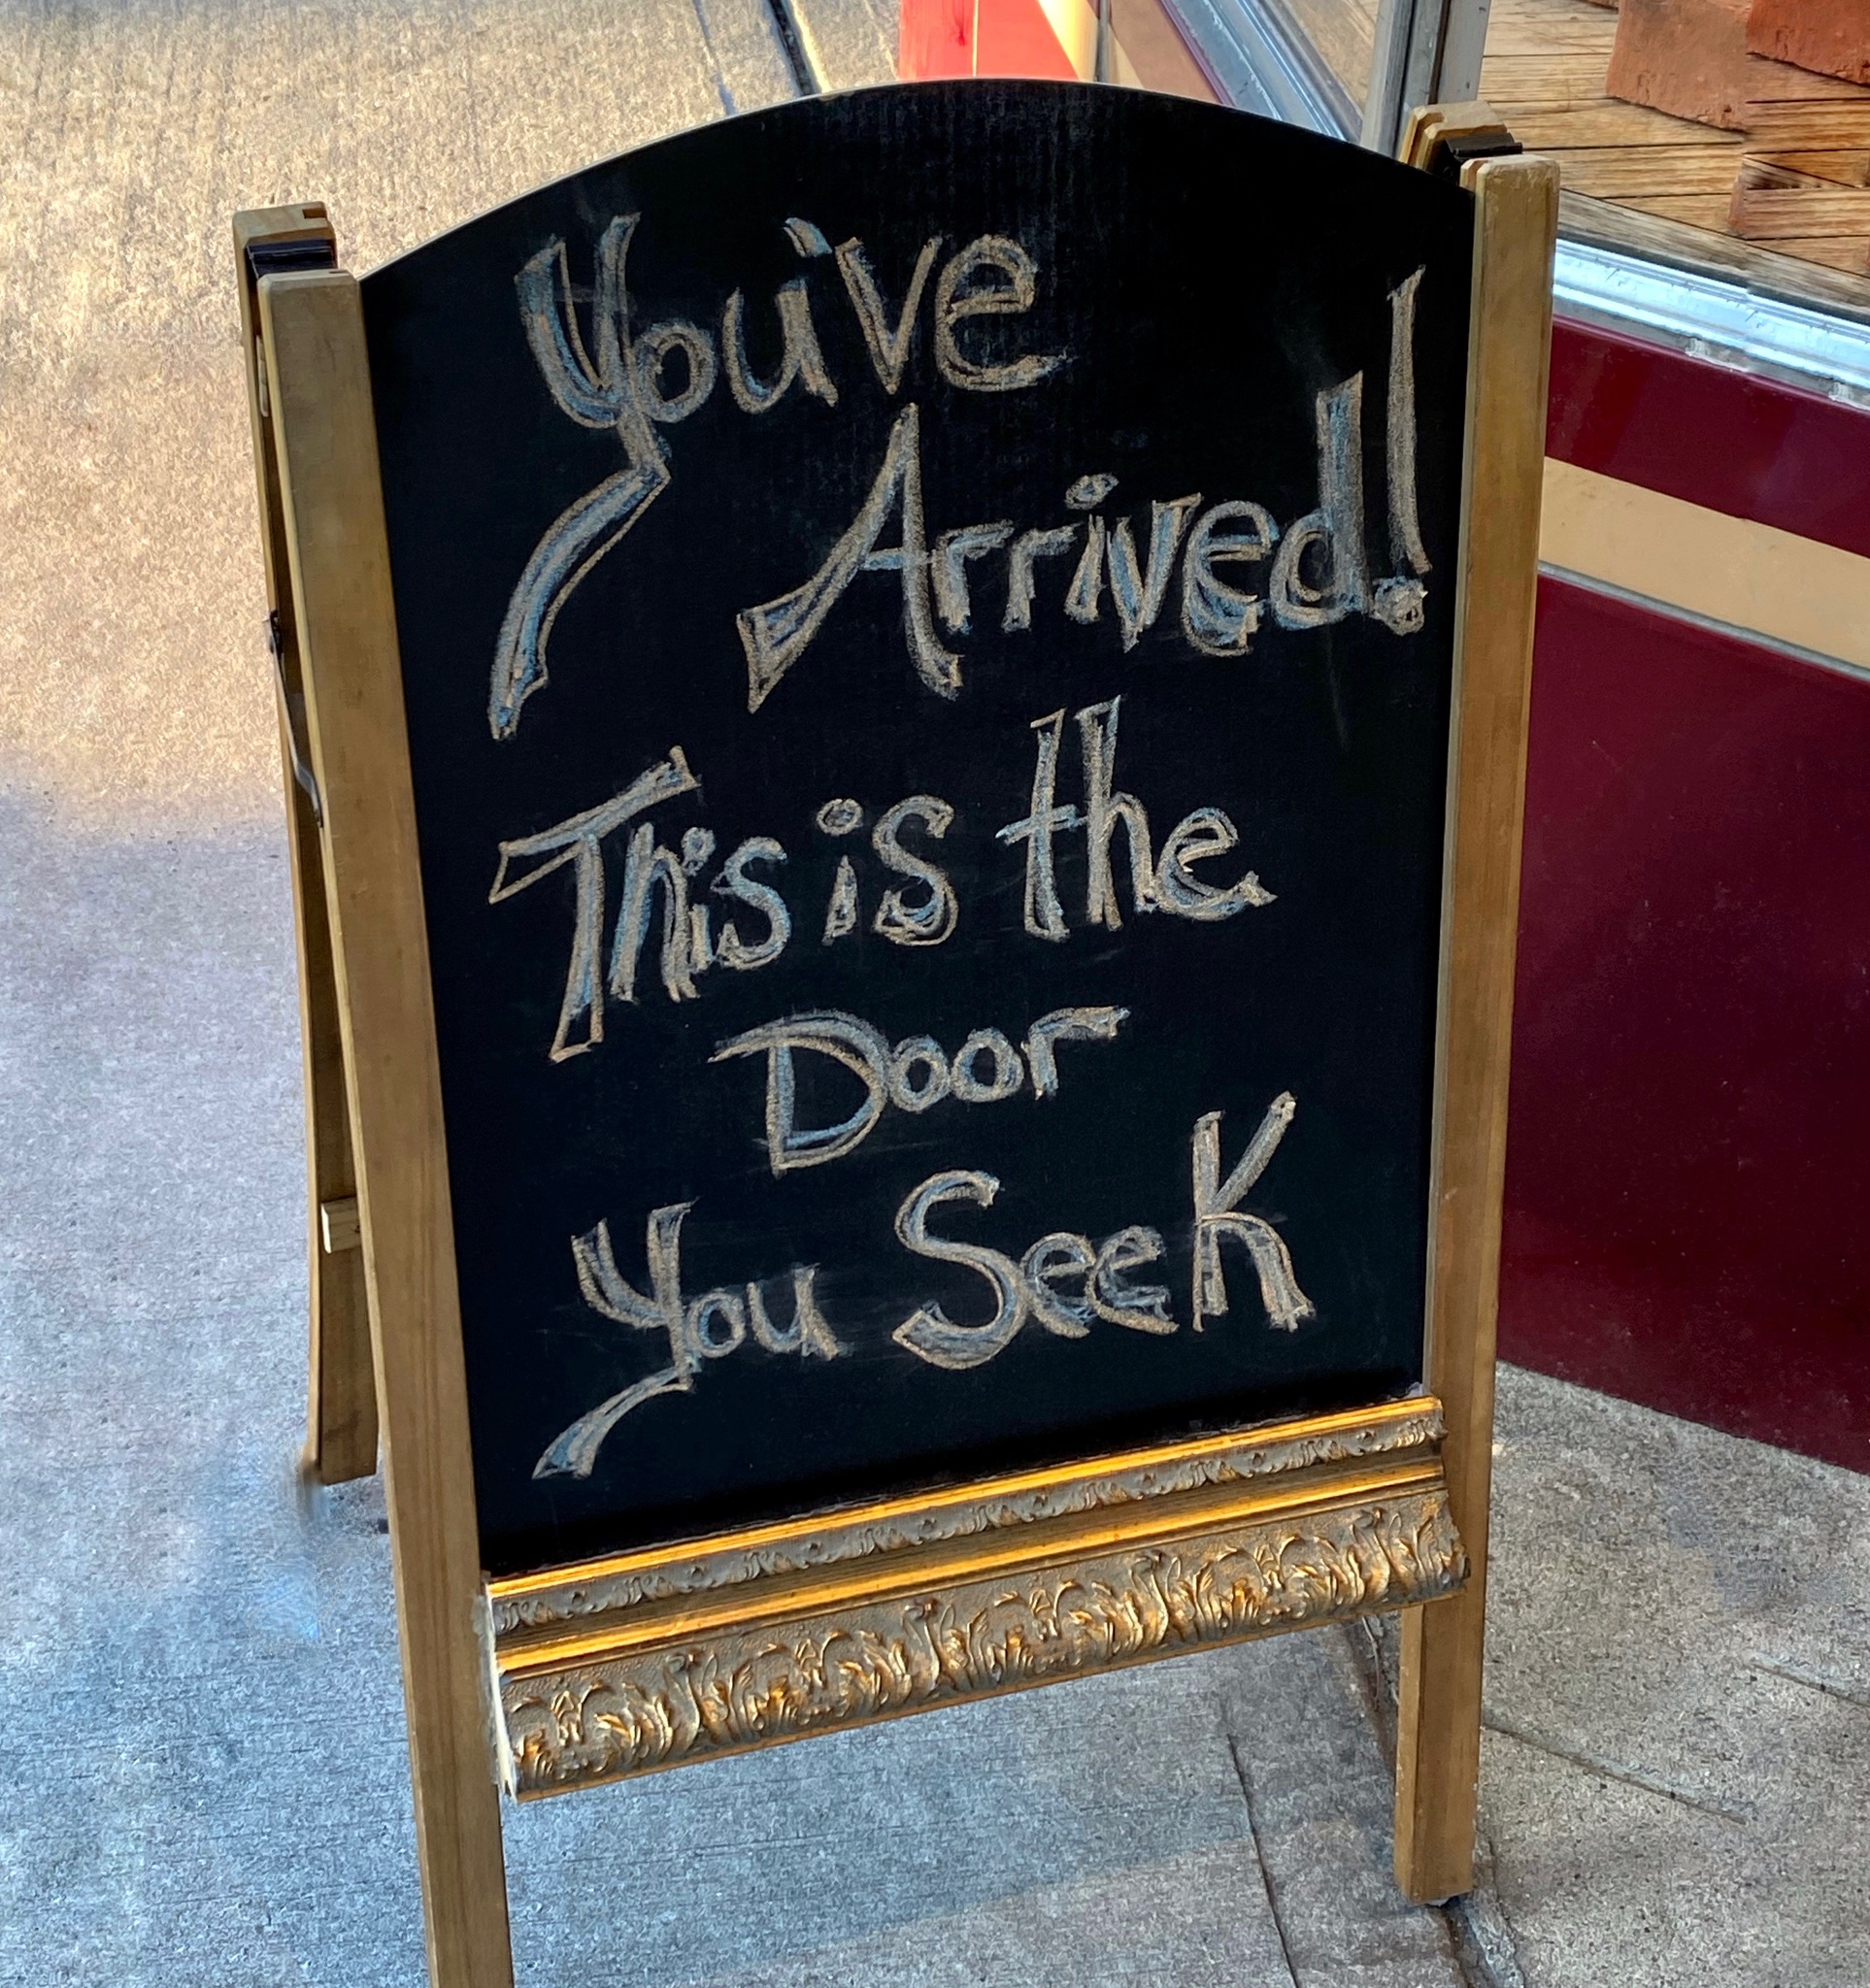 You've
Arrived!
This is the
Door
You Seek